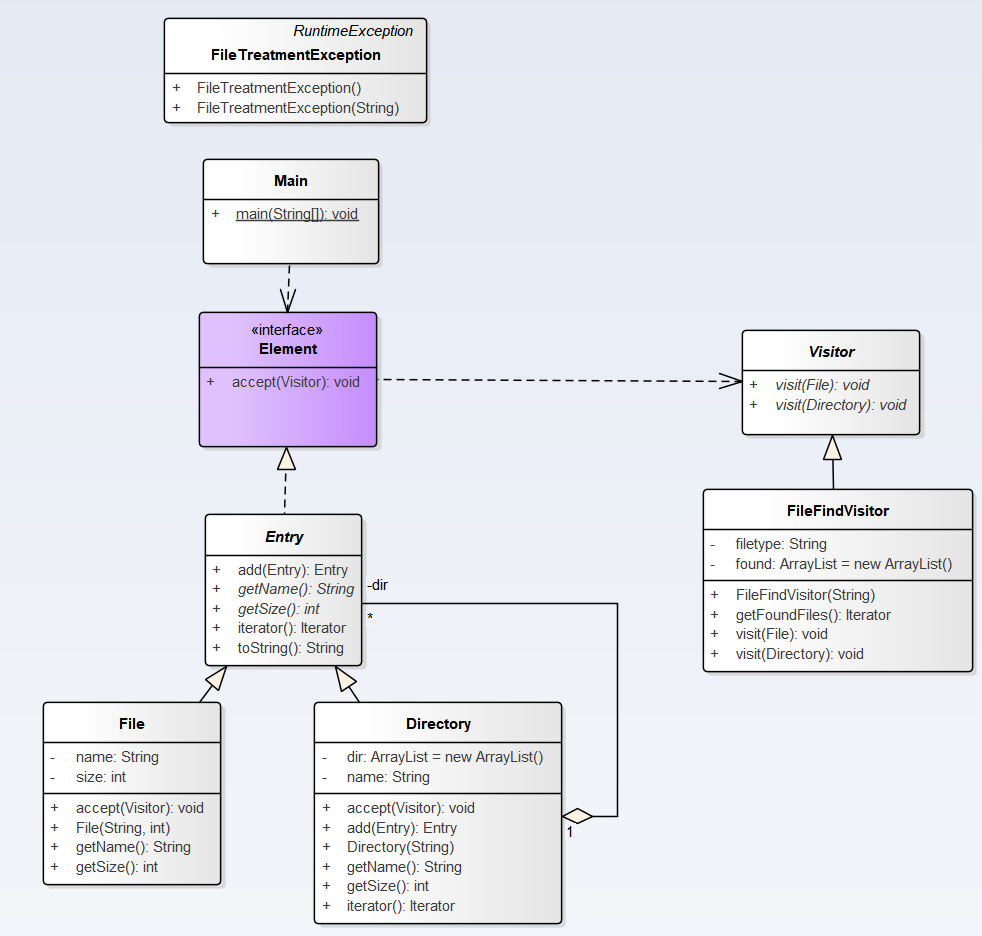 RuntimeException
FileTreatmentException
+ FileTreatmentException()
+ FileTreatmentException(String)
Main
+ main(String[]): void
«interface»
Element
+ accept(Visitor): void
Visitor
+ visit(File): void
+ visit(Directory): void
FileFindVisitor
- filetype: String
- found: ArrayList = new ArrayList()
+ FileFindVisitor(String)
+ getFoundFiles(): Iterator
+ visit(File): void
+ visit(Directory): void
Entry
+ add(Entry): Entry
+ getName(): String
+ getSize(): int
+ iterator(): Iterator
+ toString(): String
-dir
*
File
- name: String
- size: int
+ accept(Visitor): void
+ File(String, int)
+ getName(): String
+ getSize(): int
Directory
- dir: ArrayList = new ArrayList()
- name: String
+ accept(Visitor): void
+ add(Entry): Entry
+ Directory(String)
+ getName(): String
+ getSize(): int
+ iterator(): Iterator
1